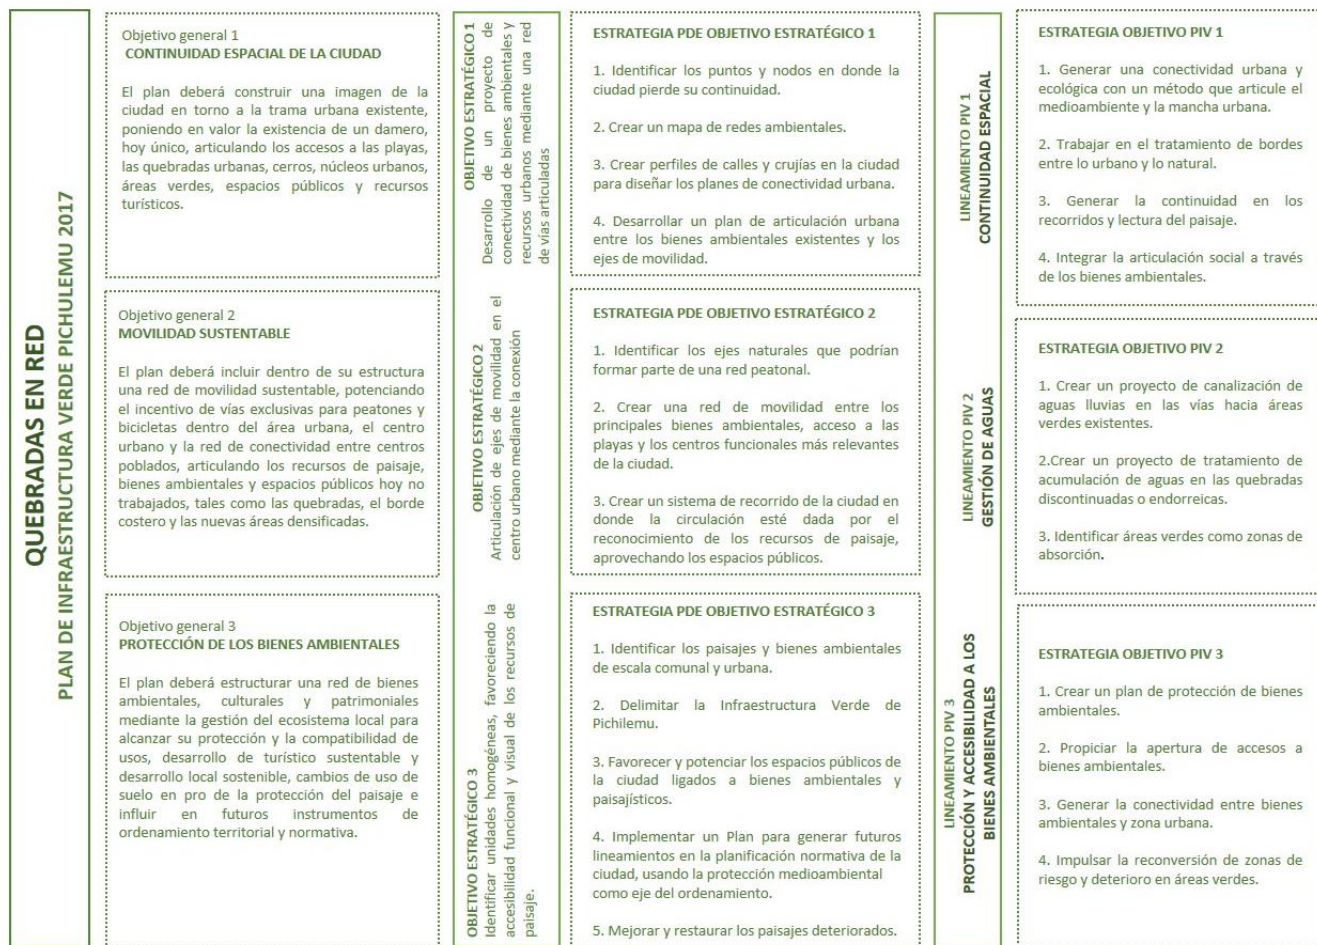 QUEBRADAS EN RED
PLAN DE INFRAESTRUCTURA VERDE PICHULEMU 2017
Objetivo general 1
CONTINUIDAD ESPACIAL DE LA CIUDAD
El plan deberá construir una imagen de la
ciudad en torno a la trama urbana existente,
poniendo en valor la existencia de un damero,
hoy único, articulando los accesos a las playas,
las quebradas urbanas, cerros, núcleos urbanos,
áreas verdes, espacios públicos y recursos
turísticos.
Objetivo general 2
MOVILIDAD SUSTENTABLE
El plan deberá incluir dentro de su estructura
una red de movilidad sustentable, potenciando
el incentivo de vías exclusivas para peatones y
bicicletas dentro del área urbana, el centro
urbano y la red de conectividad entre centros
poblados, articulando los recursos de paisaje,
bienes ambientales y espacios públicos hoy no
trabajados, tales como las quebradas, el borde
costero y las nuevas áreas densificadas.
Objetivo general 3
PROTECCIÓN DE LOS BIENES AMBIENTALES
El plan deberá estructurar una red de bienes
ambientales, culturales y patrimoniales
mediante la gestión del ecosistema local para
alcanzar su protección y la compatibilidad de
usos, desarrollo de turístico sustentable y
desarrollo local sostenible, cambios de uso de
suelo en pro de la protección del paisaje e
influir en futuros instrumentos de
ordenamiento territorial y normativa.
OBJETIVO ESTRATÉGICO 1
Desarrollo de un proyecto de
conectividad de bienes ambientales y
recursos urbanos mediante una red
de vías articuladas
OBJETIVO ESTRATÉGICO 2
Articulación de ejes de movilidad en el
centro urbano mediante la conexión
OBJETIVO ESTRATÉGICO 3
Identificar unidades homogéneas, favoreciendo la
accesibilidad funcional y visual de los recursos de
paisaje.
ESTRATEGIA PDE OBJETIVO ESTRATÉGICO 1
1. Identificar los puntos y nodos en donde la
ciudad pierde su continuidad.
2. Crear un mapa de redes ambientales.
3. Crear perfiles de calles y crujías en la ciudad
para diseñar los planes de conectividad urbana.
4. Desarrollar un plan de articulación urbana
entre los bienes ambientales existentes y los
ejes de movilidad.
ESTRATEGIA PDE OBJETIVO ESTRATÉGICO 2
1. Identificar los ejes naturales que podrían
formar parte de una red peatonal.
2. Crear una red de movilidad entre los
principales bienes ambientales, acceso a las
playas y los centros funcionales más relevantes
de la ciudad.
3. Crear un sistema de recorrido de la ciudad en
donde la circulación esté dada por el
reconocimiento de los recursos de paisaje,
aprovechando los espacios públicos.
ESTRATEGIA PDE OBJETIVO ESTRATÉGICO 3
1. Identificar los paisajes y bienes ambientales
de escala comunal y urbana.
2. Delimitar la Infraestructura Verde de
Pichilemu.
3. Favorecer y potenciar los espacios públicos de
la ciudad ligados a bienes ambientales y
paisajísticos.
4. Implementar un Plan para generar futuros
lineamientos en la planificación normativa de la
ciudad, usando la protección medioambiental
como eje del ordenamiento.
5. Mejorar y restaurar los paisajes deteriorados.
LINEAMIENTO PIV 1
CONTINUIDAD ESPACIAL
LINEAMIENTO PIV 2
GESTIÓN DE AGUAS
LINEAMIENTO PIV 3
PROTECCIÓN Y ACCESIBILIDAD A LOS
BIENES AMBIENTALES
ESTRATEGIA OBJETIVO PIV 1
1. Generar una conectividad urbana y
ecológica con un método que articule el
medioambiente y la mancha urbana.
2. Trabajar en el tratamiento de bordes
entre lo urbano y lo natural.
3. Generar la continuidad en los
recorridos y lectura del paisaje.
4. Integrar la articulación social a través
de los bienes ambientales.
ESTRATEGIA OBJETIVO PIV 2
1. Crear un proyecto de canalización de
aguas lluvias en las vías hacia áreas
verdes existentes.
2.Crear un proyecto de tratamiento de
acumulación de aguas en las quebradas
discontinuadas o endorreicas.
3. Identificar áreas verdes como zonas de
absorción.
ESTRATEGIA OBJETIVO PIV 3
1. Crear un plan de protección de bienes
ambientales.
2. Propiciar la apertura de accesos a
bienes ambientales.
3. Generar la conectividad entre bienes
ambientales y zona urbana.
4. Impulsar la reconversión de zonas de
riesgo y deterioro en áreas verdes.